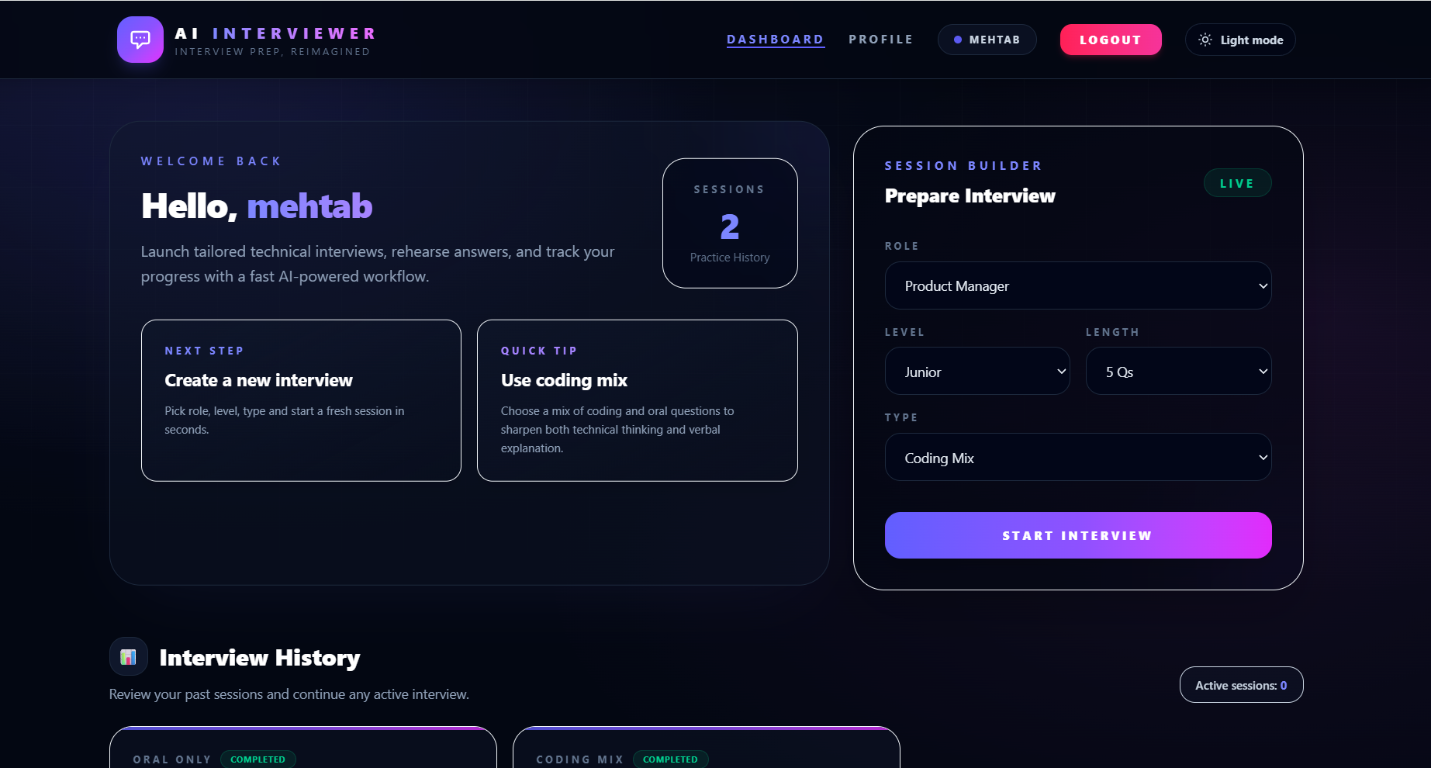 AI INTERVIEWER
INTERVIEW PREP, REIMAGINED
DASHBOARD
PROFILE
MEHTAB
LOGOUT
Light mode
WELCOME BACK
Hello, mehtab
Launch tailored technical interviews, rehearse answers, and track your
progress with a fast AI-powered workflow.
SESSIONS
2
Practice History
NEXT STEP
Create a new interview
Pick role, level, type and start a fresh session in
seconds.
QUICK TIP
Use coding mix
Choose a mix of coding and oral questions to
sharpen both technical thinking and verbal
explanation.
SESSION BUILDER
Prepare Interview
LIVE
ROLE
Product Manager
LEVEL
LENGTH
Junior
5 Qs
TYPE
Coding Mix
START INTERVIEW
Interview History
Review your past sessions and continue any active interview.
Active sessions: 0
ORAL ONLY COMPLETED
CODING MIX COMPLETED